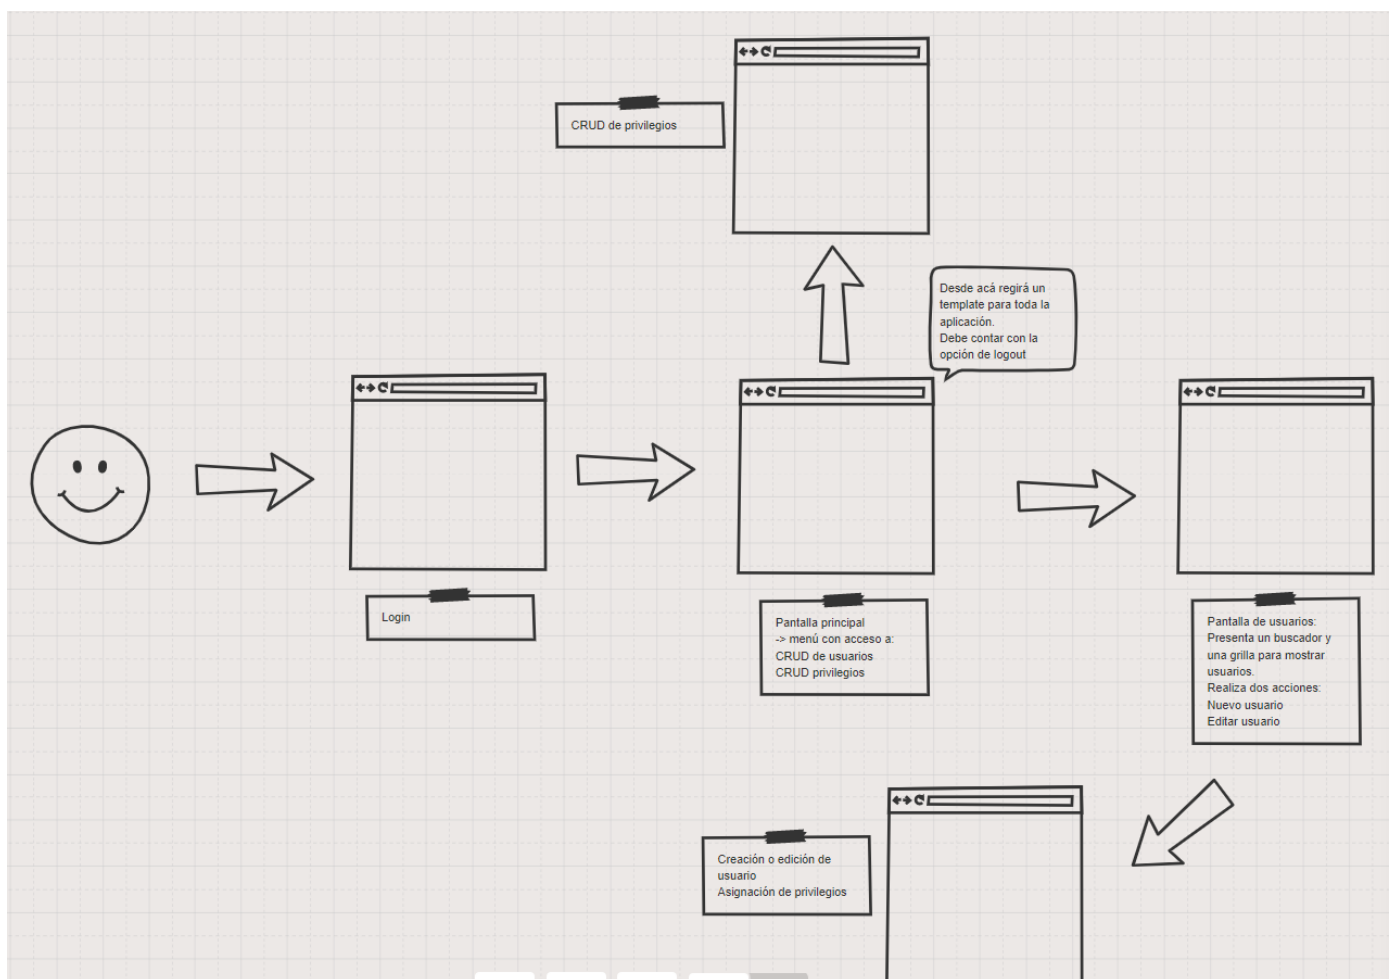 CRUD de privilegios
Desde acá regirá un
template para toda la
aplicación.
Debe contar con la
opción de logout
Login
Pantalla principal
-> menú con acceso a:
CRUD de usuarios
CRUD privilegios
Pantalla de usuarios:
Presenta un buscador y
una grilla para mostrar
usuarios.
Realiza dos acciones:
Nuevo usuario
Editar usuario
Creación o edición de
usuario
Asignación de privilegios